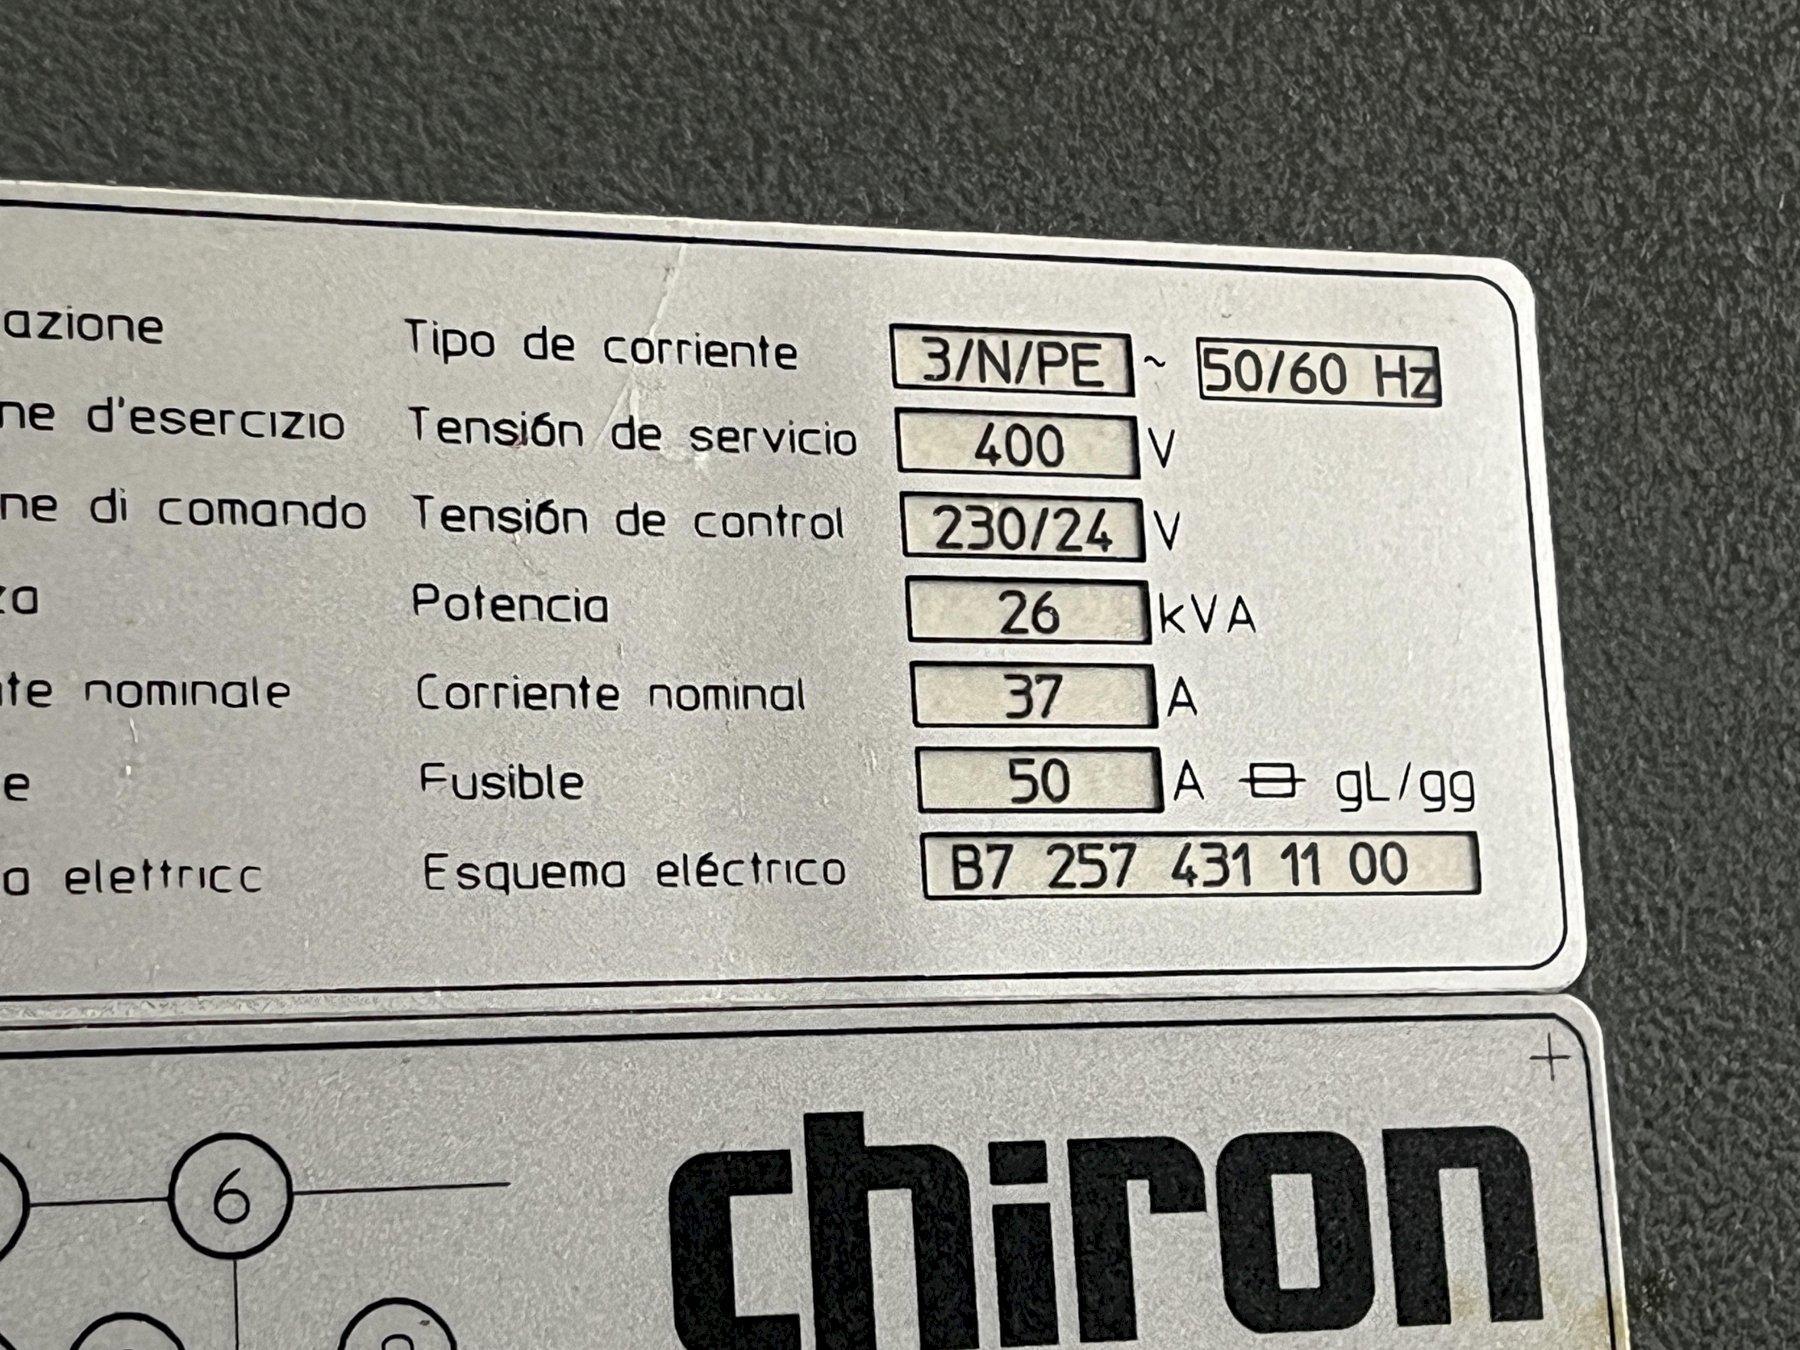 azione Tipo de corriente 3/N/PE ~ 50/60 Hz
ne d'esercizio Tensión de servicio 400 V
ne di comando Tensión de control 230/24 V
za Potencia 26 kVA
te nominale Corriente nominal 37 A
e Fusible 50 A gL/gg
a elettricc Esquema eléctrico B7 257 431 11 00
6
chiron